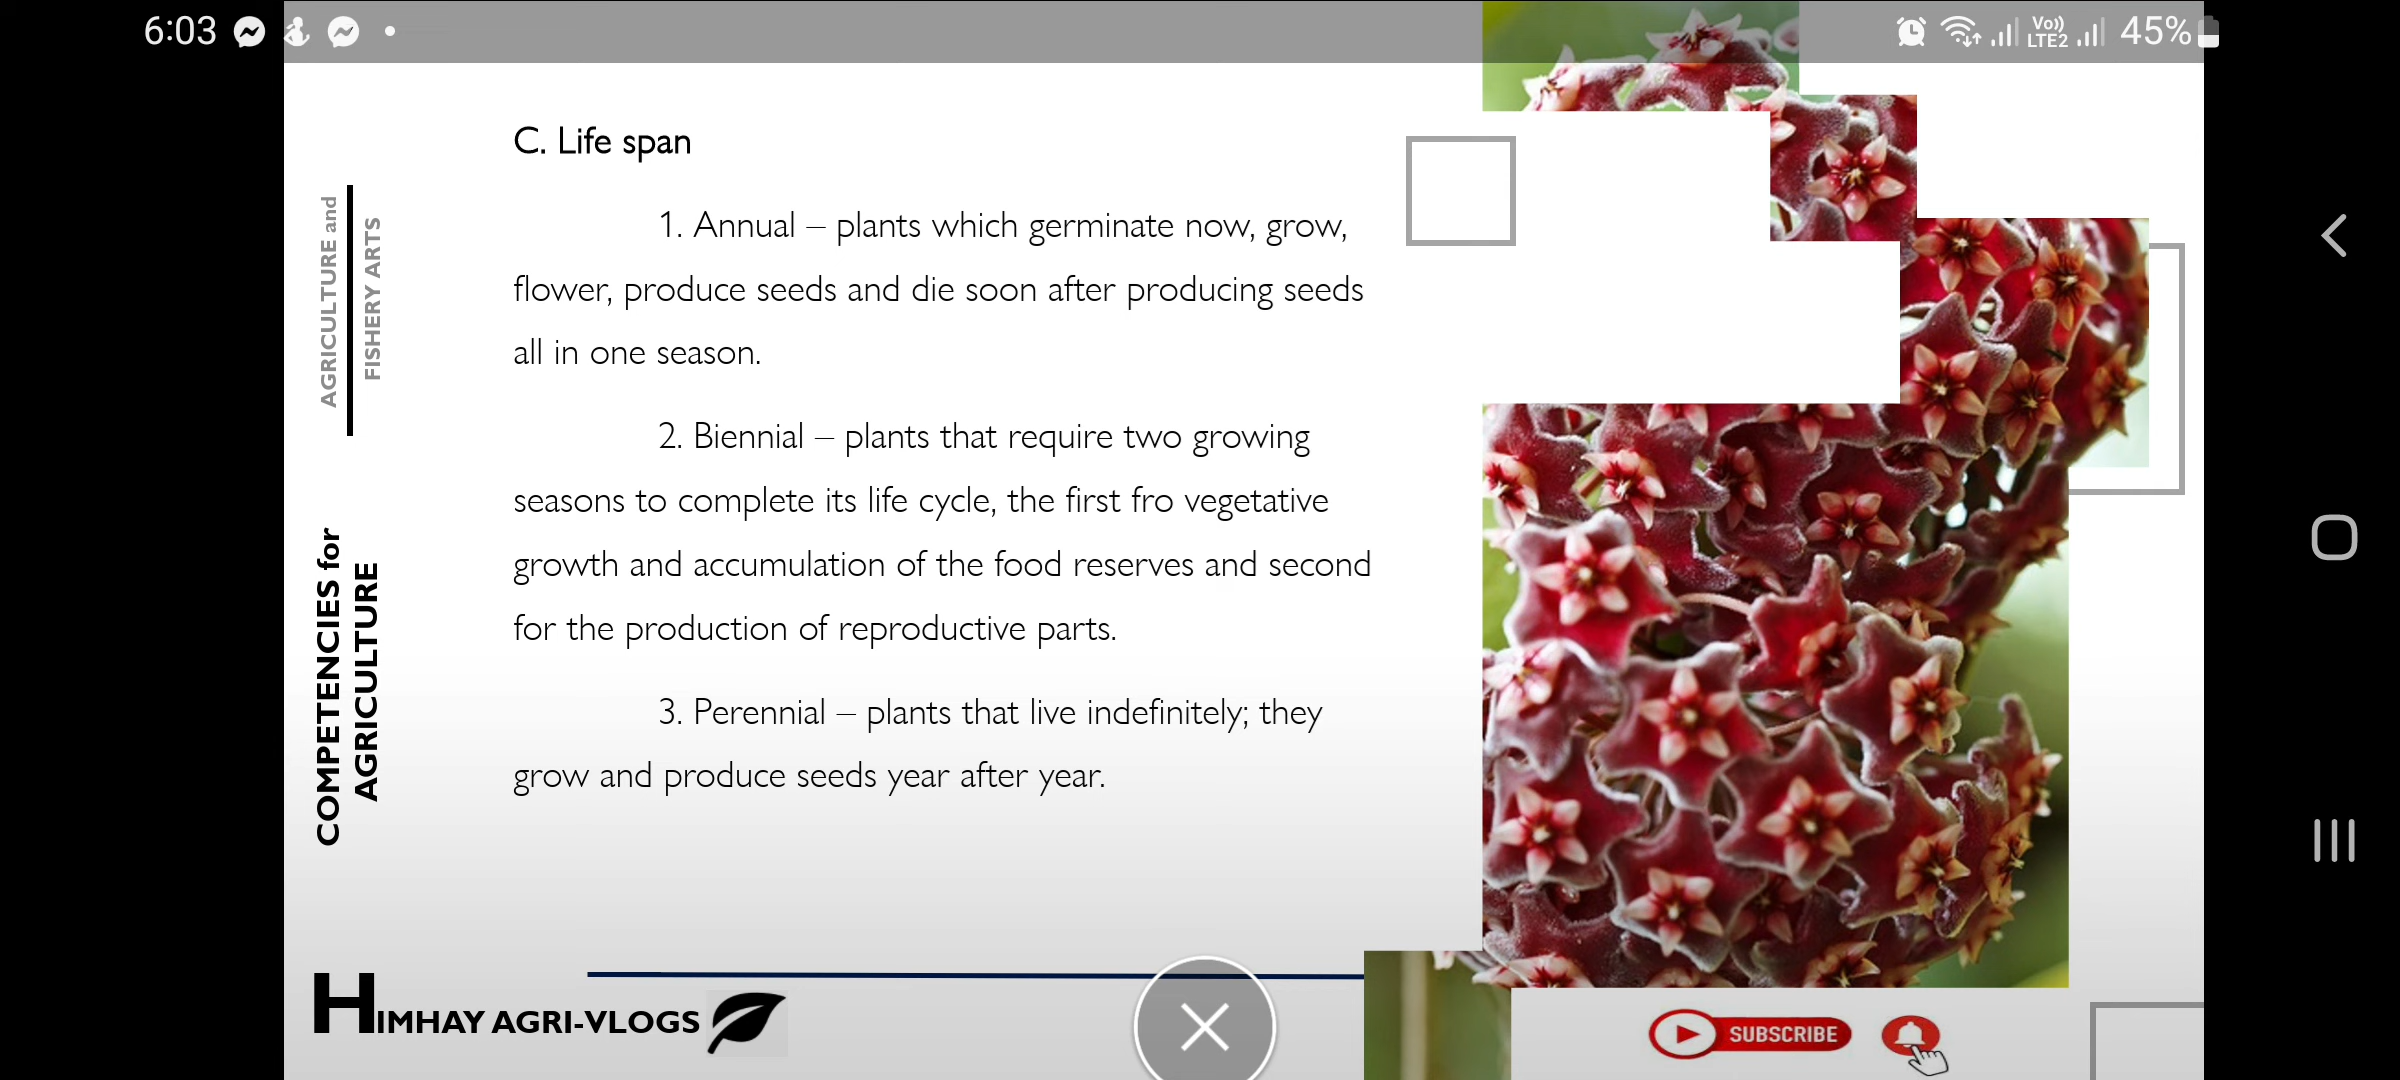 6:03
Vo))
LTE2
45%
C. Life span
1. Annual – plants which germinate now, grow,
flower, produce seeds and die soon after producing seeds
all in one season.
2. Biennial – plants that require two growing
seasons to complete its life cycle, the first fro vegetative
growth and accumulation of the food reserves and second
for the production of reproductive parts.
3. Perennial – plants that live indefinitely; they
grow and produce seeds year after year.
AGRICULTURE and
FISHERY ARTS
COMPETENCIES for
AGRICULTURE
HIMHAY AGRI-VLOGS
SUBSCRIBE